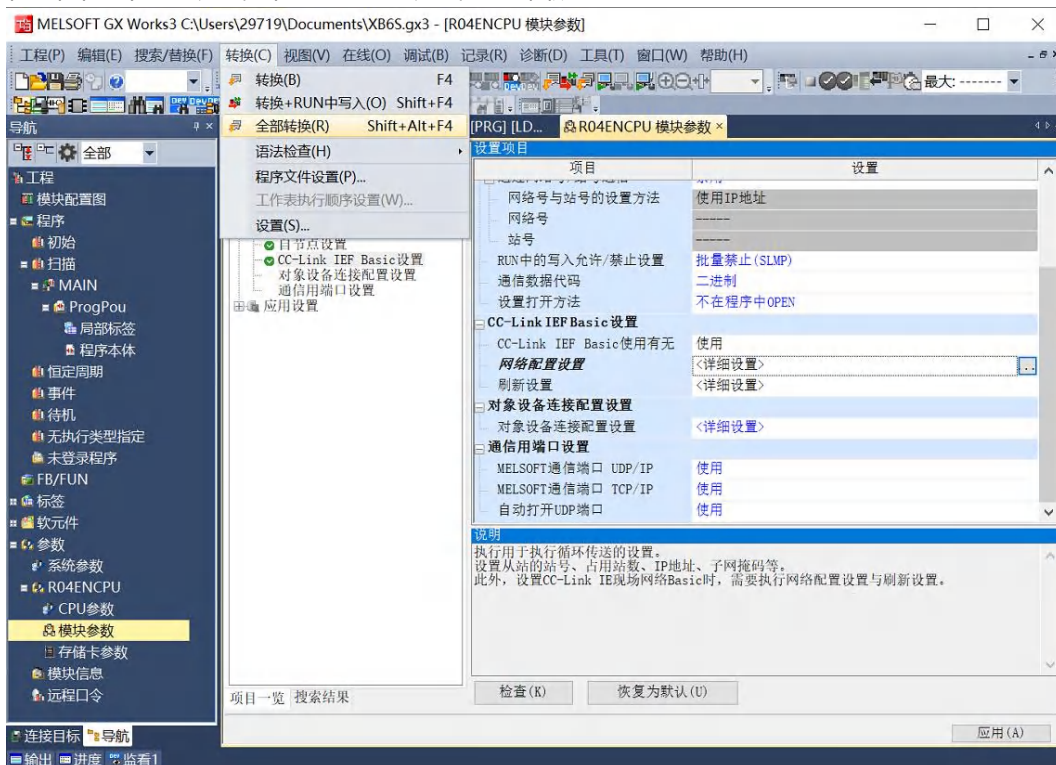 MELSOFT GX Works3 C:\Users\29719\Documents\XB6S.gx3 - [R04ENCPU 模块参数]
工程(P) 编辑(E) 搜索/替换(F) 转换(C) 视图(V) 在线(O) 调试(B) 记录(R) 诊断(D) 工具(T) 窗口(W) 帮助(H)
最大: --------
转换(B) F4
转换+RUN中写入(O) Shift+F4
全部转换(R) Shift+Alt+F4
语法检查(H)
程序文件设置(P)...
工作表执行顺序设置(W)...
设置(S)...
导航
全部
工程
模块配置图
程序
初始
扫描
MAIN
ProgPou
局部标签
程序本体
恒定周期
事件
待机
无执行类型指定
未登录程序
FB/FUN
标签
软元件
参数
系统参数
R04ENCPU
CPU参数
模块参数
存储卡参数
模块信息
远程口令
连接目标 导航
输出 进度 监看1
自节点设置
CC-Link IEF Basic设置
对象设备连接配置设置
通信用端口设置
应用设置
项目一览 搜索结果
[PRG] [LD... R04ENCPU 模块参数
设置项目
项目 设置
网络号与站号的设置方法 使用IP地址
网络号 -----
站号 -----
RUN中的写入允许/禁止设置 批量禁止(SLMP)
通信数据代码 二进制
设置打开方法 不在程序中OPEN
CC-Link IEF Basic设置
CC-Link IEF Basic使用有无 使用
网络配置设置 <详细设置>
刷新设置 <详细设置>
对象设备连接配置设置
对象设备连接配置设置 <详细设置>
通信用端口设置
MELSOFT通信端口 UDP/IP 使用
MELSOFT通信端口 TCP/IP 使用
自动打开UDP端口 使用
说明
执行用于执行循环传送的设置。
设置从站的站号、占用站数、IP地址、子网掩码等。
此外，设置CC-Link IE现场网络Basic时，需要执行网络配置设置与刷新设置。
检查(K) 恢复为默认(U)
应用(A)